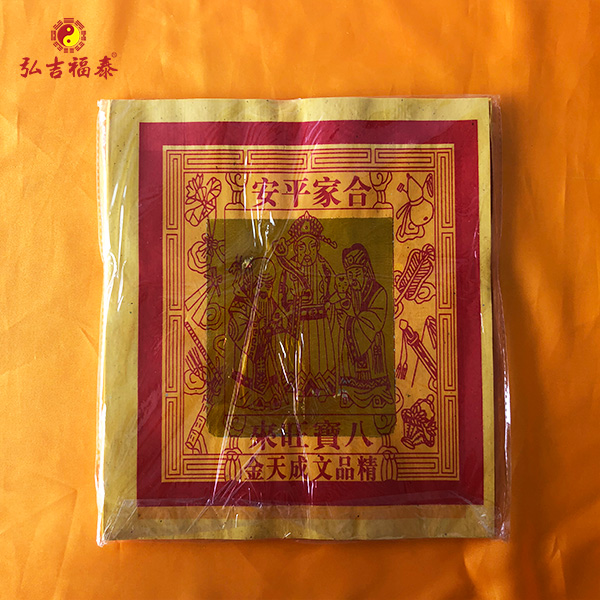 弘吉福泰®
合家平安
八寶旺來
精品文成天金